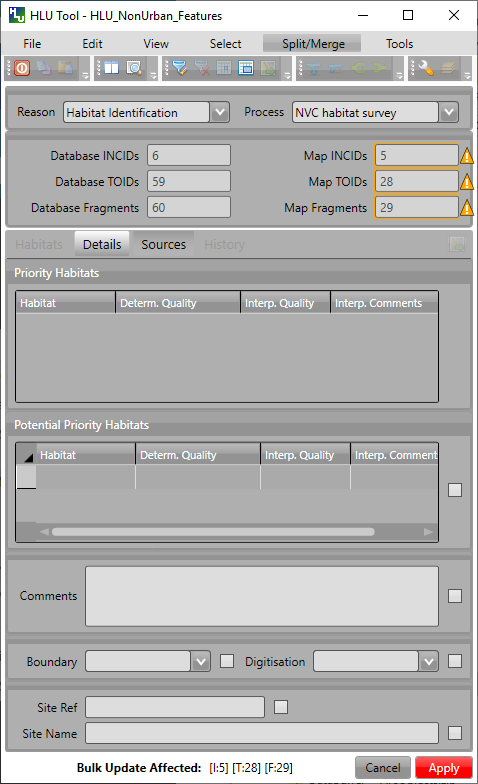 HLU Tool - HLU_NonUrban_Features
File Edit View Select Split/Merge Tools
Reason Habitat Identification Process NVC habitat survey
Database INCIDs 6 Map INCIDs 5
Database TOIDs 59 Map TOIDs 28
Database Fragments 60 Map Fragments 29
Habitats Details Sources History
Priority Habitats
Habitat Determ. Quality Interp. Quality Interp. Comments
Potential Priority Habitats
Habitat Determ. Quality Interp. Quality Interp. Comment
Comments
Boundary Digitisation
Site Ref
Site Name
Bulk Update Affected: [I:5] [T:28] [F:29] Cancel Apply